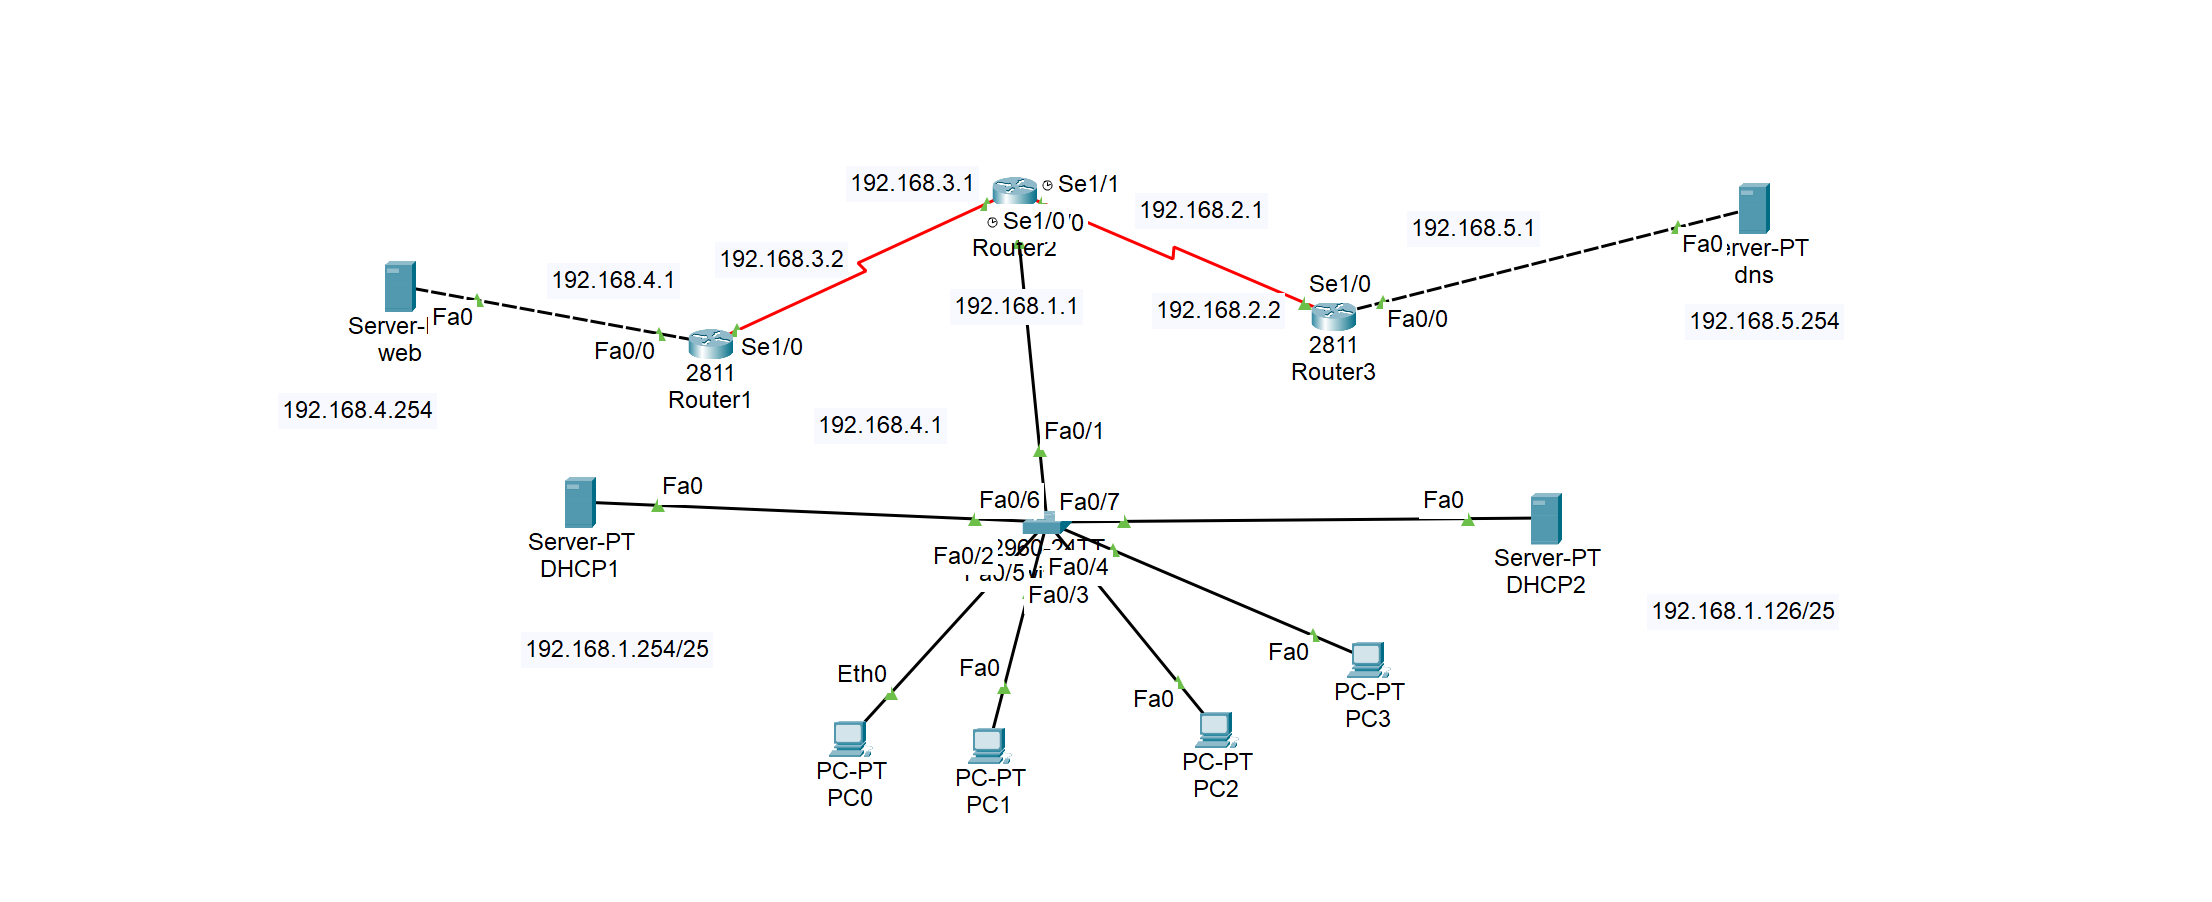 192.168.3.1
Se1/1
Se1/0
Router2
192.168.2.1
192.168.5.1
Fa0
dns
192.168.5.254
192.168.3.2
192.168.4.1
Fa0
web
Fa0/0
Se1/0
2811
Router1
192.168.4.254
192.168.1.1
192.168.2.2
Se1/0
Fa0/0
2811
Router3
192.168.4.1
Fa0/1
Fa0
Fa0/6
Fa0/7
Fa0
Server-PT
DHCP1
Server-PT
DHCP2
2960-24TT
Fa0/2
Fa0/5
Fa0/4
Fa0/3
192.168.1.254/25
192.168.1.126/25
Eth0
Fa0
Fa0
Fa0
PC-PT
PC0
PC-PT
PC1
PC-PT
PC2
PC-PT
PC3